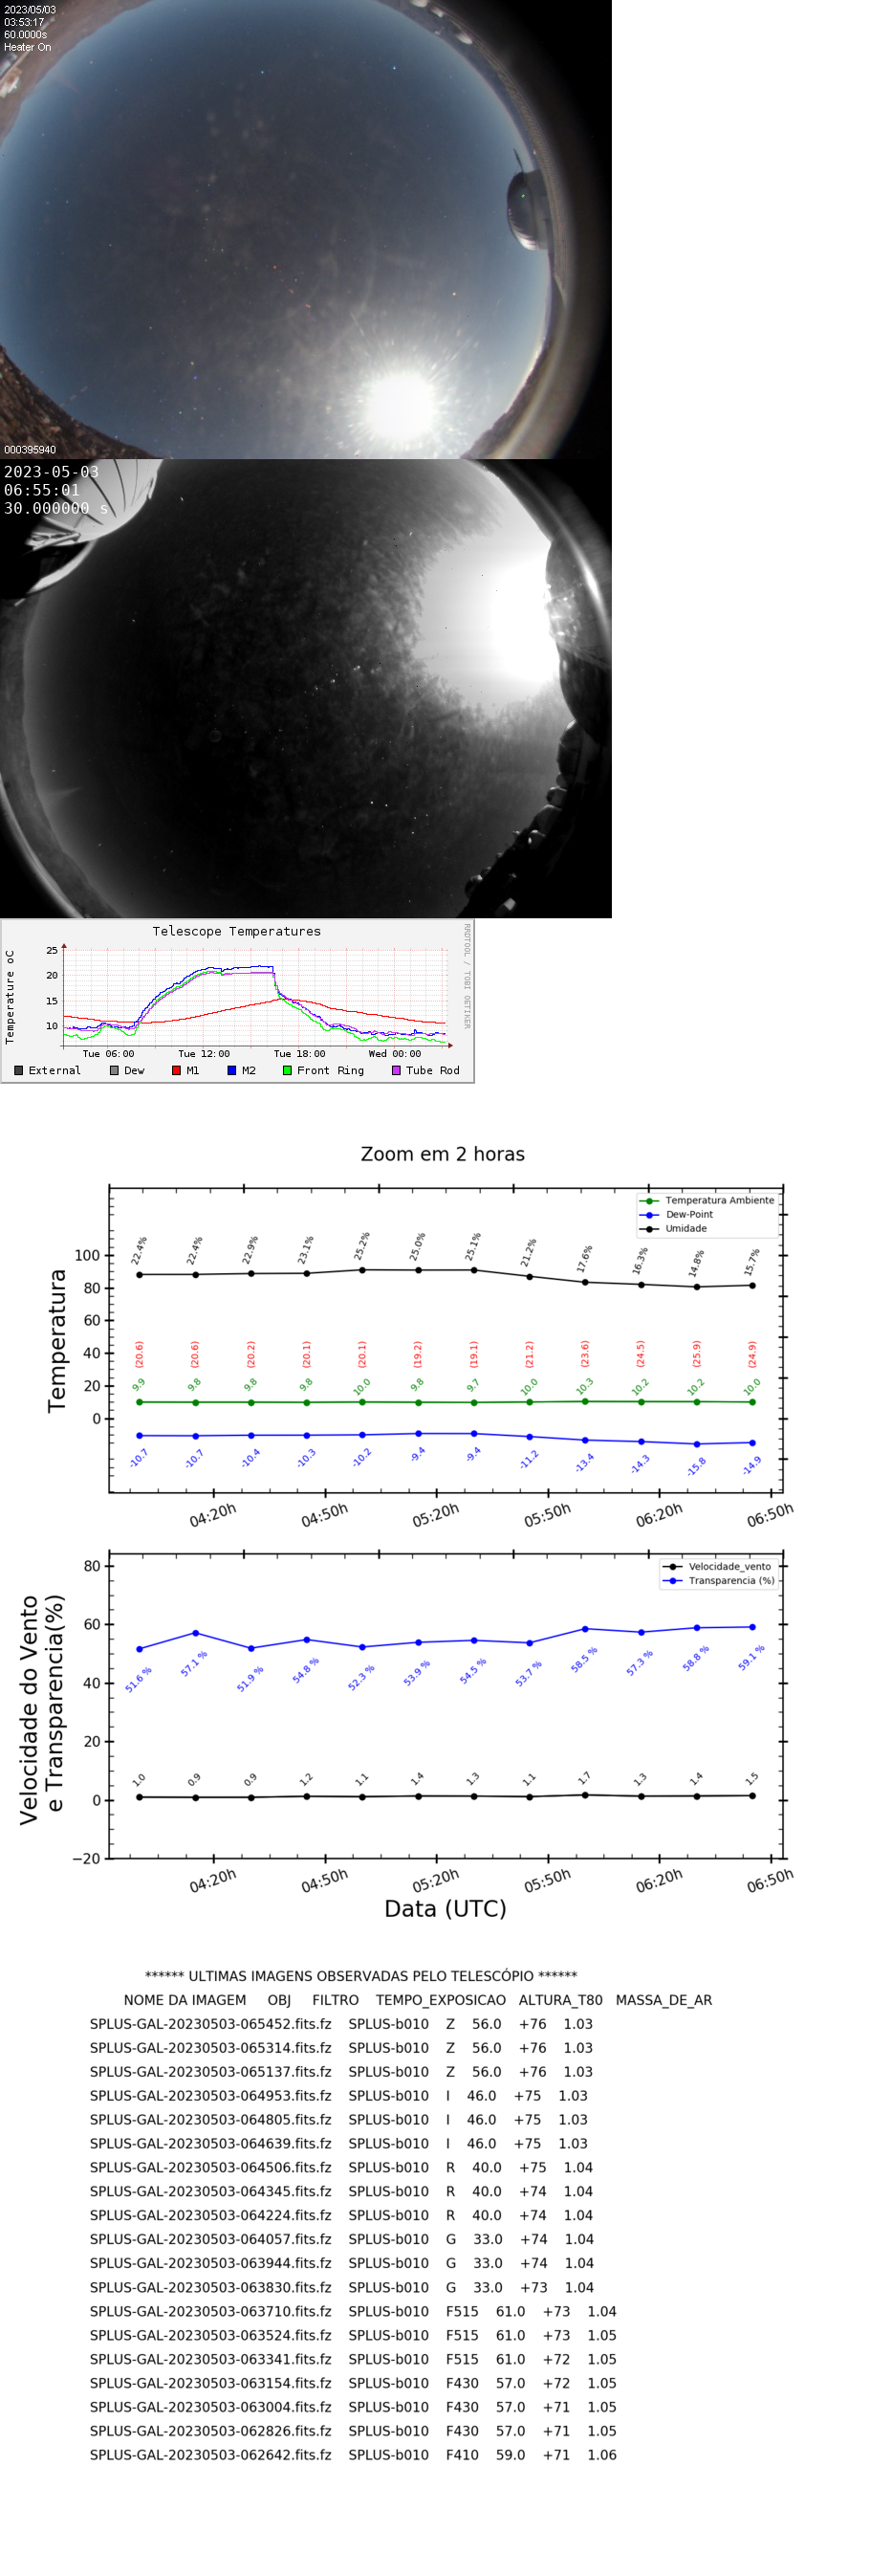 2023/05/03
03:53:17
60.0000s
Heater On
000395940
2023-05-03
06:55:01
30.000000 s
Telescope Temperatures
RRDTOOL / TOBI OETIKER
Temperature oC
25
20
15
10
Tue 06:00 Tue 12:00 Tue 18:00 Wed 00:00
External Dew M1 M2 Front Ring Tube Rod
Zoom em 2 horas
Temperatura Ambiente
Dew-Point
Umidade
Temperatura
100
80
60
40
20
0
22.4% 22.4% 22.9% 23.1% 25.2% 25.0% 25.1% 21.2% 17.6% 16.3% 14.8% 15.7%
(20.6) (20.6) (20.2) (20.1) (20.1) (19.2) (19.1) (21.2) (23.6) (24.5) (25.9) (24.9)
9.9 9.8 9.8 9.8 10.0 9.8 9.7 10.0 10.3 10.2 10.2 10.0
-10.7 -10.7 -10.4 -10.3 -10.2 -9.4 -9.4 -11.2 -13.4 -14.3 -15.8 -14.9
04:20h 04:50h 05:20h 05:50h 06:20h 06:50h
Velocidade_vento
Transparencia (%)
Velocidade do Vento
e Transparencia(%)
80
60
40
20
0
−20
51.6 % 57.1 % 51.9 % 54.8 % 52.3 % 53.9 % 54.5 % 53.7 % 58.5 % 57.3 % 58.8 % 59.1 %
1.0 0.9 0.9 1.2 1.1 1.4 1.3 1.1 1.7 1.3 1.4 1.5
04:20h 04:50h 05:20h 05:50h 06:20h 06:50h
Data (UTC)
****** ULTIMAS IMAGENS OBSERVADAS PELO TELESCÓPIO ******
NOME DA IMAGEM OBJ FILTRO TEMPO_EXPOSICAO ALTURA_T80 MASSA_DE_AR
SPLUS-GAL-20230503-065452.fits.fz SPLUS-b010 Z 56.0 +76 1.03
SPLUS-GAL-20230503-065314.fits.fz SPLUS-b010 Z 56.0 +76 1.03
SPLUS-GAL-20230503-065137.fits.fz SPLUS-b010 Z 56.0 +76 1.03
SPLUS-GAL-20230503-064953.fits.fz SPLUS-b010 I 46.0 +75 1.03
SPLUS-GAL-20230503-064805.fits.fz SPLUS-b010 I 46.0 +75 1.03
SPLUS-GAL-20230503-064639.fits.fz SPLUS-b010 I 46.0 +75 1.03
SPLUS-GAL-20230503-064506.fits.fz SPLUS-b010 R 40.0 +75 1.04
SPLUS-GAL-20230503-064345.fits.fz SPLUS-b010 R 40.0 +74 1.04
SPLUS-GAL-20230503-064224.fits.fz SPLUS-b010 R 40.0 +74 1.04
SPLUS-GAL-20230503-064057.fits.fz SPLUS-b010 G 33.0 +74 1.04
SPLUS-GAL-20230503-063944.fits.fz SPLUS-b010 G 33.0 +74 1.04
SPLUS-GAL-20230503-063830.fits.fz SPLUS-b010 G 33.0 +73 1.04
SPLUS-GAL-20230503-063710.fits.fz SPLUS-b010 F515 61.0 +73 1.04
SPLUS-GAL-20230503-063524.fits.fz SPLUS-b010 F515 61.0 +73 1.05
SPLUS-GAL-20230503-063341.fits.fz SPLUS-b010 F515 61.0 +72 1.05
SPLUS-GAL-20230503-063154.fits.fz SPLUS-b010 F430 57.0 +72 1.05
SPLUS-GAL-20230503-063004.fits.fz SPLUS-b010 F430 57.0 +71 1.05
SPLUS-GAL-20230503-062826.fits.fz SPLUS-b010 F430 57.0 +71 1.05
SPLUS-GAL-20230503-062642.fits.fz SPLUS-b010 F410 59.0 +71 1.06